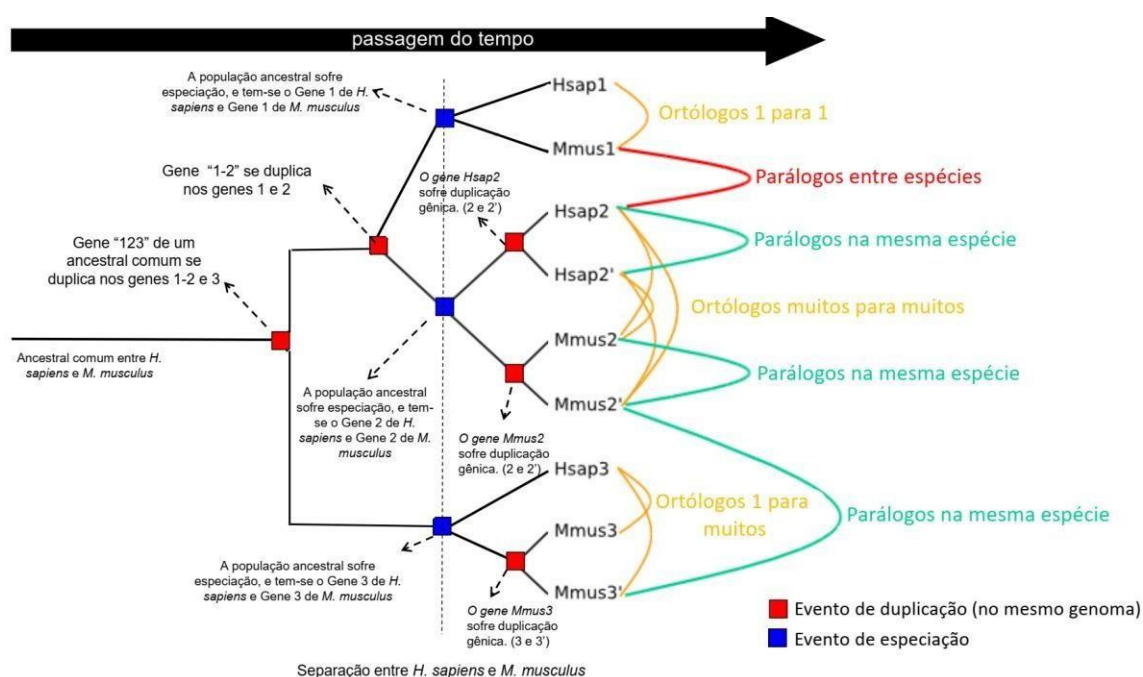 passagem do tempo
A população ancestral sofre
especiação, e tem-se o Gene 1 de H.
sapiens e Gene 1 de M. musculus
Hsap1
Ortólogos 1 para 1
Mmus1
Gene “1-2” se duplica
nos genes 1 e 2
O gene Hsap2
sofre duplicação
gênica. (2 e 2’)
Parálogos entre espécies
Hsap2
Parálogos na mesma espécie
Gene “123” de um
ancestral comum se
duplica nos genes 1-2 e 3
Hsap2'
Ortólogos muitos para muitos
Mmus2
Ancestral comum entre H.
sapiens e M. musculus
Parálogos na mesma espécie
A população ancestral
sofre especiação, e tem-
se o Gene 2 de H.
sapiens e Gene 2 de M.
musculus
Mmus2'
O gene Mmus2
sofre duplicação
gênica. (2 e 2’)
Hsap3
Ortólogos 1 para
muitos
Parálogos na mesma espécie
Mmus3
A população ancestral sofre
especiação, e tem-se o Gene 3 de H.
sapiens e Gene 3 de M. musculus
Mmus3'
O gene Mmus3
sofre duplicação
gênica. (3 e 3’)
Evento de duplicação (no mesmo genoma)
Evento de especiação
Separação entre H. sapiens e M. musculus